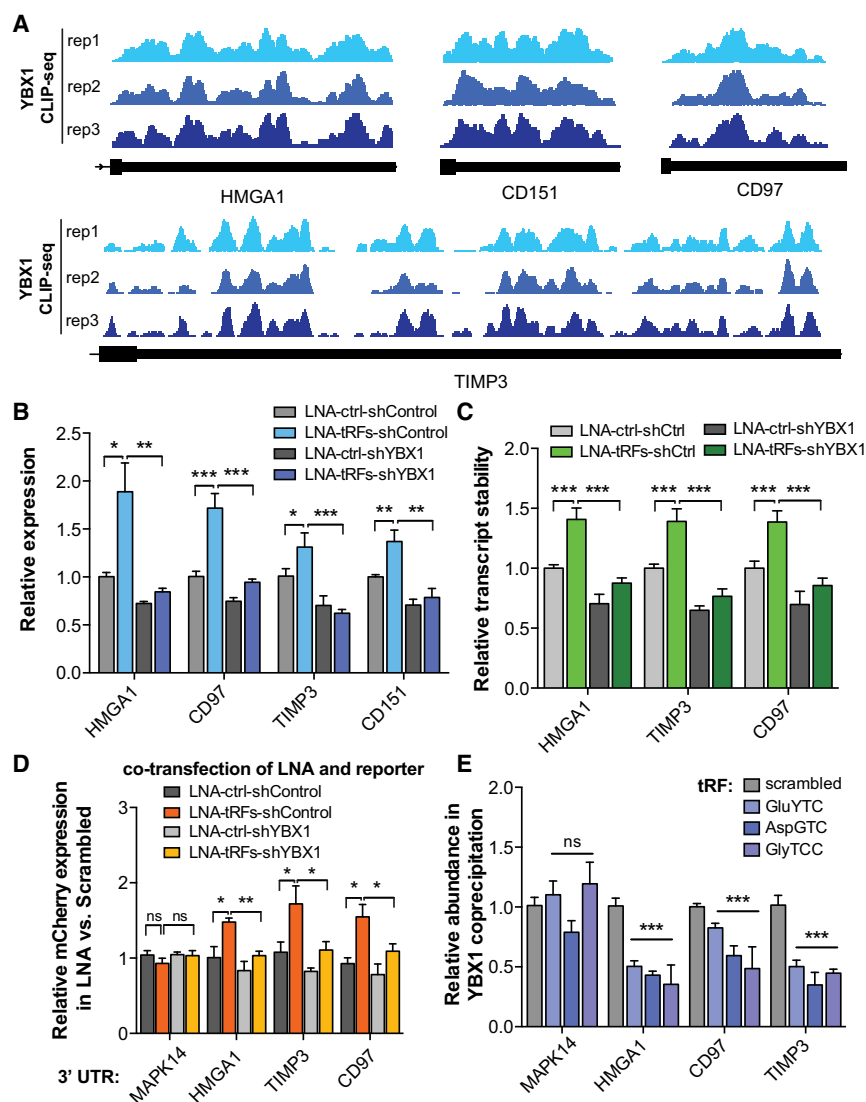 A
YBX1
CLIP-seq
rep1
rep2
rep3
HMGA1
CD151
CD97
YBX1
CLIP-seq
rep1
rep2
rep3
TIMP3
B
LNA-ctrl-shControl
LNA-tRFs-shControl
LNA-ctrl-shYBX1
LNA-tRFs-shYBX1
Relative expression
2.5
2.0
1.5
1.0
0.5
0.0
* ** *** *** * *** ** **
HMGA1
CD97
TIMP3
CD151
C
LNA-ctrl-shCtrl LNA-ctrl-shYBX1
LNA-tRFs-shCtrl LNA-tRFs-shYBX1
Relative transcript stability
2.0
1.5
1.0
0.5
0.0
*** *** *** *** *** ***
HMGA1
TIMP3
CD97
D
co-transfection of LNA and reporter
LNA-ctrl-shControl
LNA-tRFs-shControl
LNA-ctrl-shYBX1
LNA-tRFs-shYBX1
Relative mCherry expression
in LNA vs. Scrambled
3
2
1
0
ns ns * ** * * * *
3' UTR:
MAPK14
HMGA1
TIMP3
CD97
E
tRF:
scrambled
GluYTC
AspGTC
GlyTCC
Relative abundance in
YBX1 coprecipitation
2.0
1.5
1.0
0.5
0.0
ns *** *** ***
MAPK14
HMGA1
CD97
TIMP3